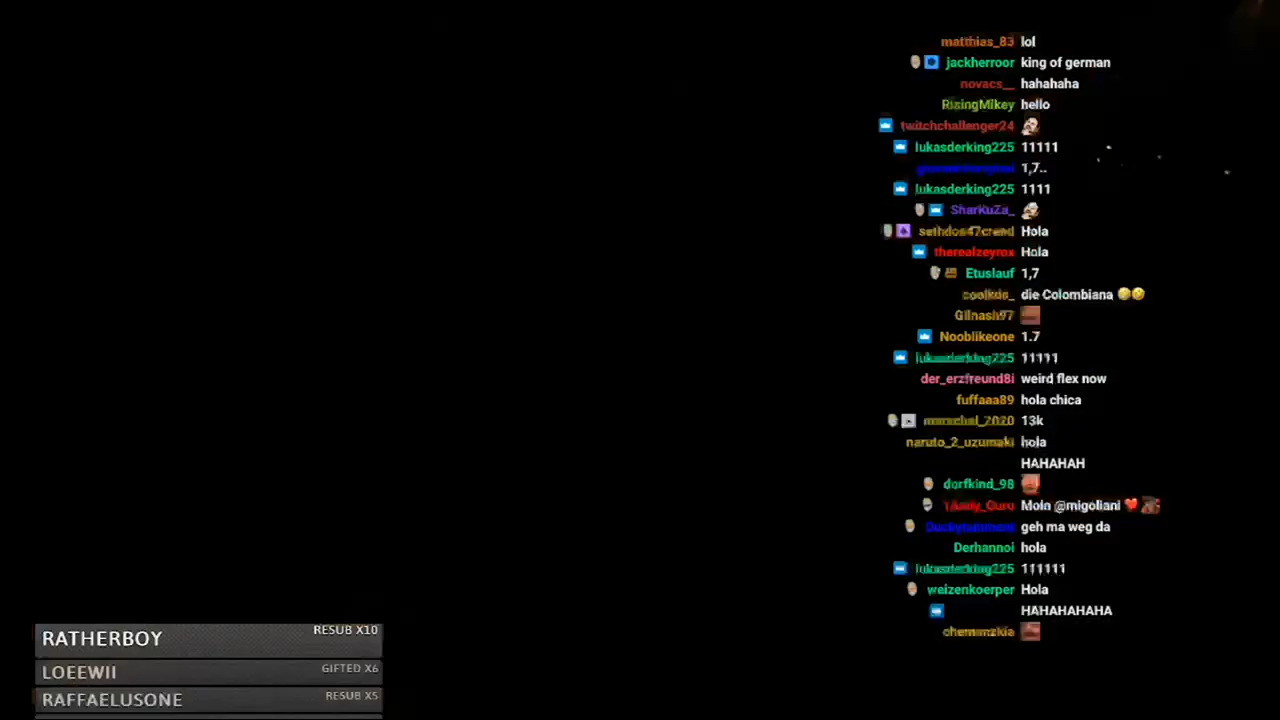 matthias_83 lol
jackherroor king of german
novacs__ hahahaha
RisingMikey hello
twitchchallenger24
lukasderking225 11111
1,7..
lukasderking225 1111
SharKuZa_
Hola
therealzeyrox Hola
Etuslauf 1,7
die Colombiana 🤣🤣
Gilnash97
Nooblikeone 1.7
lukasderking225 11111
der_erzfreund8i weird flex now
fuffaaa89 hola chica
13k
naruto_2_uzumaki hola
HAHAHAH
dorfkind_98
Moin @migoliani ❤️
geh ma weg da
Derhannoi hola
lukasderking225 111111
weizenkoerper Hola
HAHAHAHAHA
RATHERBOY RESUB X10
LOEEWII GIFTED X6
RAFFAELUSONE RESUB X5